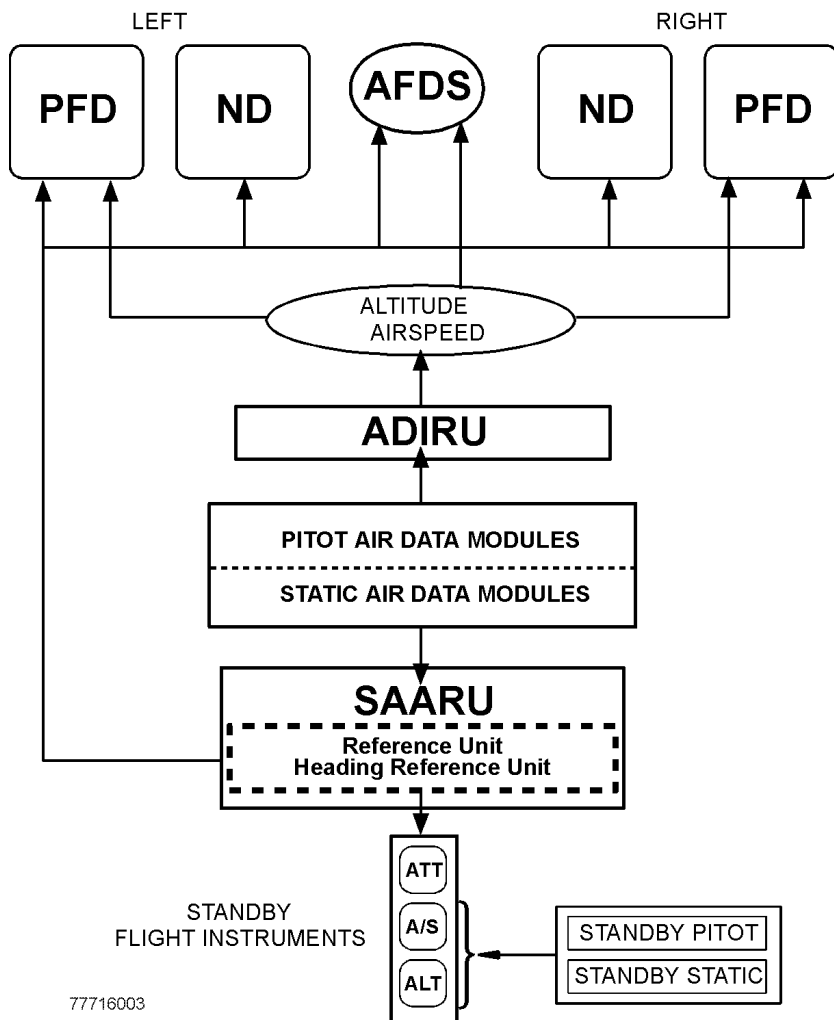 LEFT
RIGHT
PFD
ND
AFDS
ND
PFD
ALTITUDE
AIRSPEED
ADIRU
PITOT AIR DATA MODULES
STATIC AIR DATA MODULES
SAARU
Reference Unit
Heading Reference Unit
ATT
STANDBY
FLIGHT INSTRUMENTS
A/S
ALT
STANDBY PITOT
STANDBY STATIC
77716003